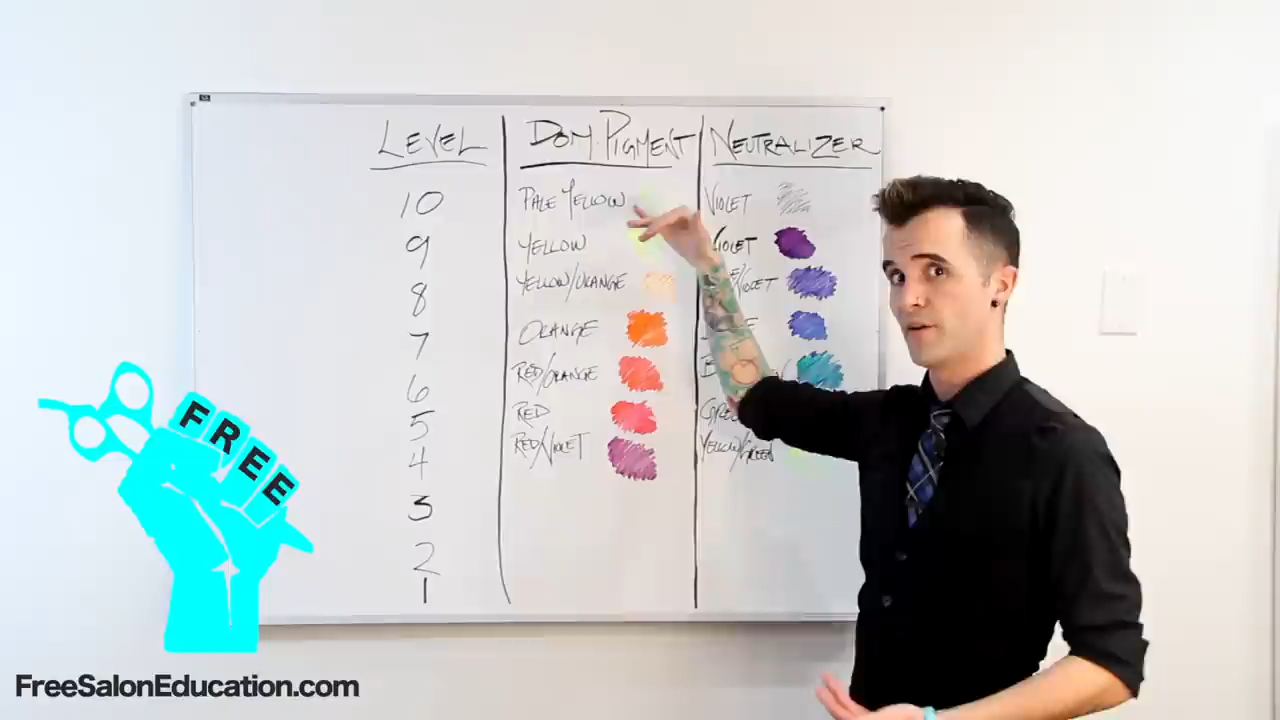 LEVEL DOM. PIGMENT NEUTRALIZER
10 PALE YELLOW VIOLET
9 YELLOW VIOLET
8 YELLOW/ORANGE /VIOLET
7 ORANGE
6 RED/ORANGE
5 RED
4 RED/VIOLET YELLOW/GREEN
3
2
1
FREE
FreeSalonEducation.com